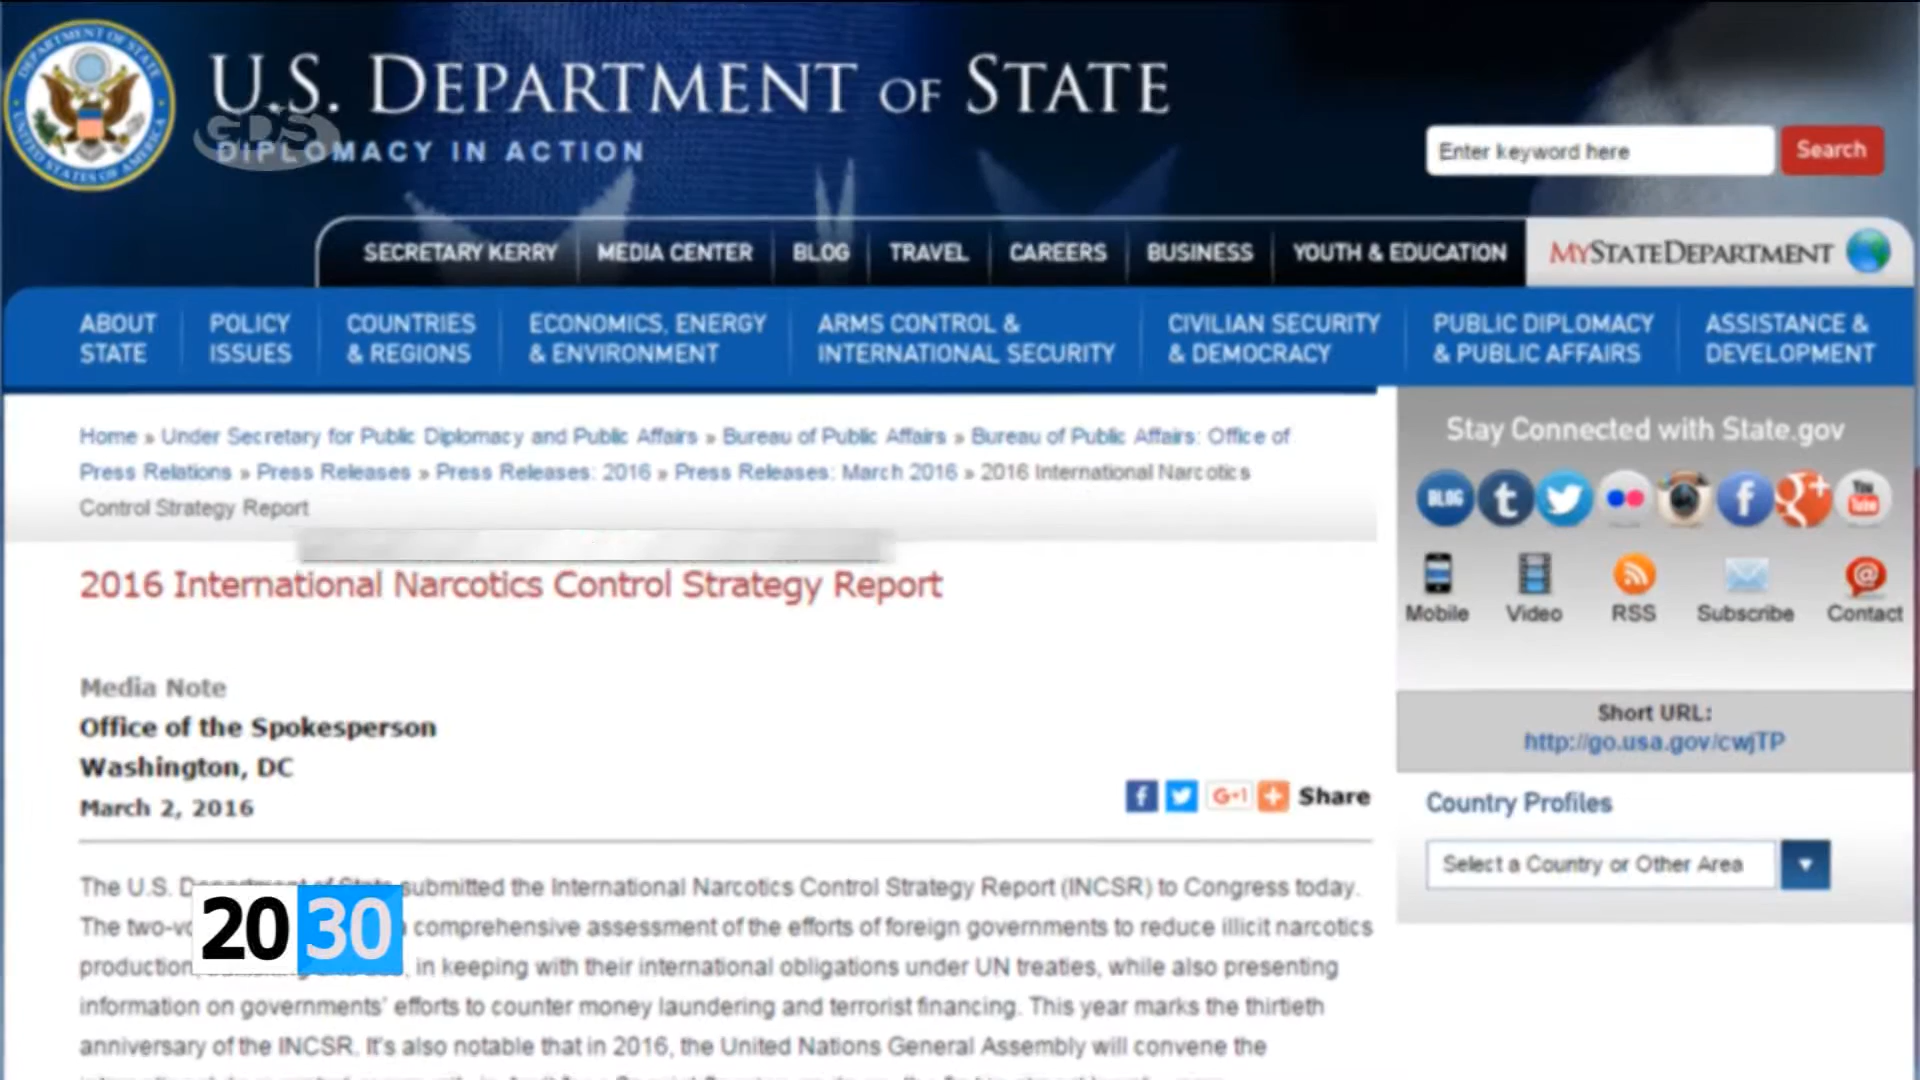 U.S. DEPARTMENT OF STATE
GDS
DIPLOMACY IN ACTION
Enter keyword here
Search
SECRETARY KERRY MEDIA CENTER BLOG TRAVEL CAREERS BUSINESS YOUTH & EDUCATION MYSTATEDEPARTMENT
ABOUT STATE
POLICY ISSUES
COUNTRIES & REGIONS
ECONOMICS, ENERGY & ENVIRONMENT
ARMS CONTROL & INTERNATIONAL SECURITY
CIVILIAN SECURITY & DEMOCRACY
PUBLIC DIPLOMACY & PUBLIC AFFAIRS
ASSISTANCE & DEVELOPMENT
Home » Under Secretary for Public Diplomacy and Public Affairs » Bureau of Public Affairs » Bureau of Public Affairs: Office of
Press Relations » Press Releases » Press Releases: 2016 » Press Releases: March 2016 » 2016 International Narcotics
Control Strategy Report
2016 International Narcotics Control Strategy Report
Media Note
Office of the Spokesperson
Washington, DC
March 2, 2016
Share
The U.S. Department of State submitted the International Narcotics Control Strategy Report (INCSR) to Congress today.
The comprehensive assessment of the efforts of foreign governments to reduce illicit narcotics
production, in keeping with their international obligations under UN treaties, while also presenting
information on governments' efforts to counter money laundering and terrorist financing. This year marks the thirtieth
anniversary of the INCSR. It's also notable that in 2016, the United Nations General Assembly will convene the
20 30
Stay Connected with State.gov
BLOG
You Tube
Mobile Video RSS Subscribe Contact
Short URL:
http://go.usa.gov/cwjTP
Country Profiles
Select a Country or Other Area